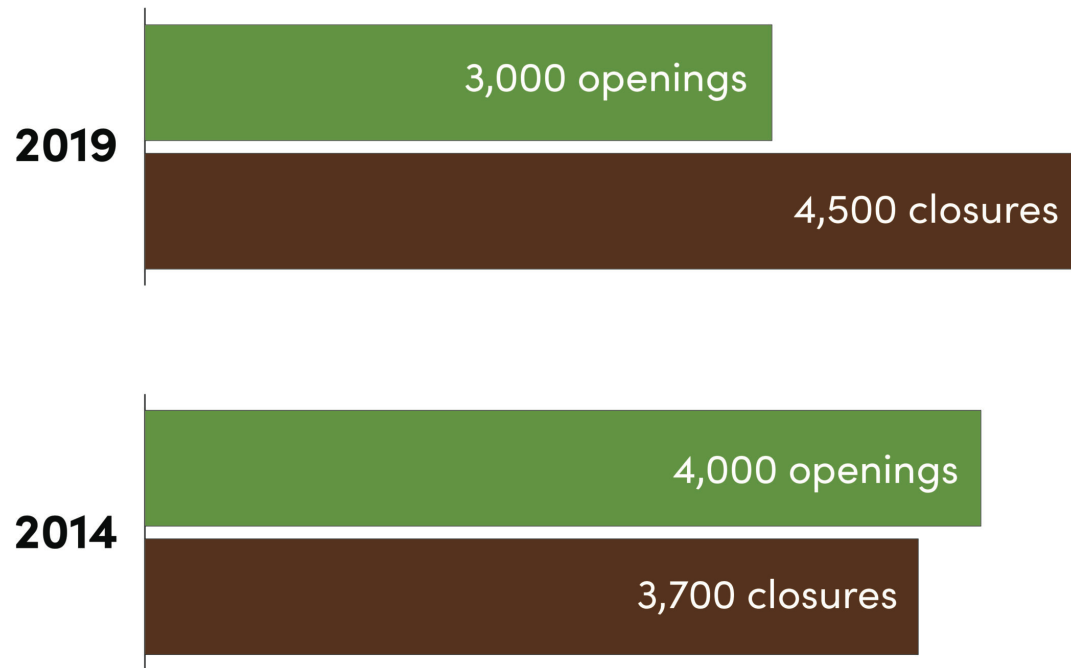 2019
3,000 openings
4,500 closures
2014
4,000 openings
3,700 closures